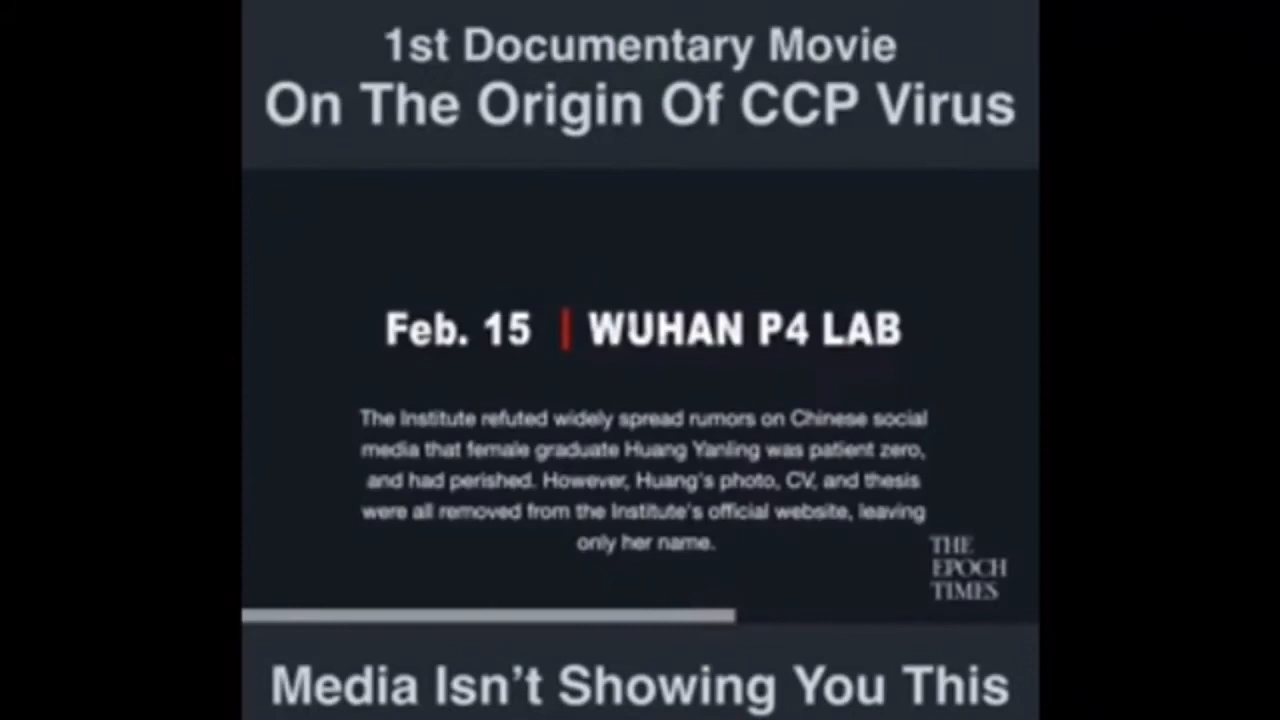 1st Documentary Movie
On The Origin Of CCP Virus
Feb. 15 | WUHAN P4 LAB
The Institute refuted widely spread rumors on Chinese social
media that female graduate Huang Yanling was patient zero,
and had perished. However, Huang's photo, CV, and thesis
were all removed from the Institute's official website, leaving
only her name.
THE
EPOCH
TIMES
Media Isn't Showing You This